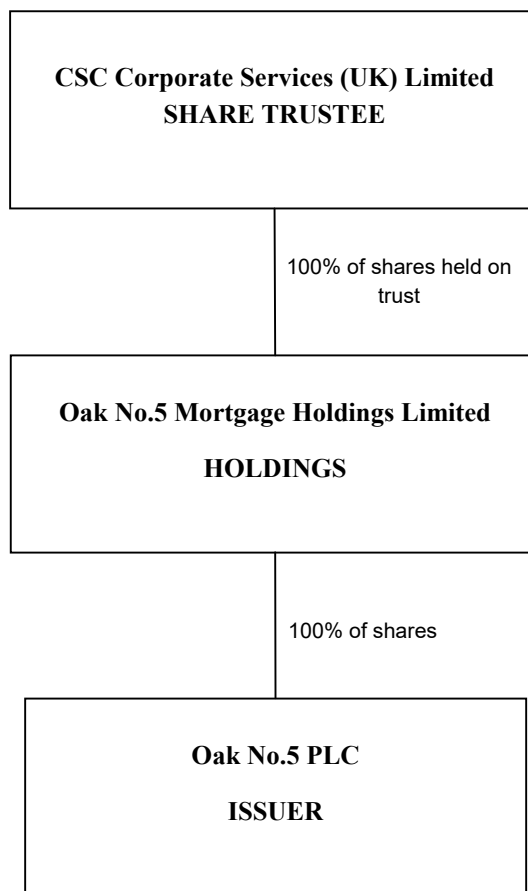 CSC Corporate Services (UK) Limited
SHARE TRUSTEE
100% of shares held on
trust
Oak No.5 Mortgage Holdings Limited
HOLDINGS
100% of shares
Oak No.5 PLC
ISSUER